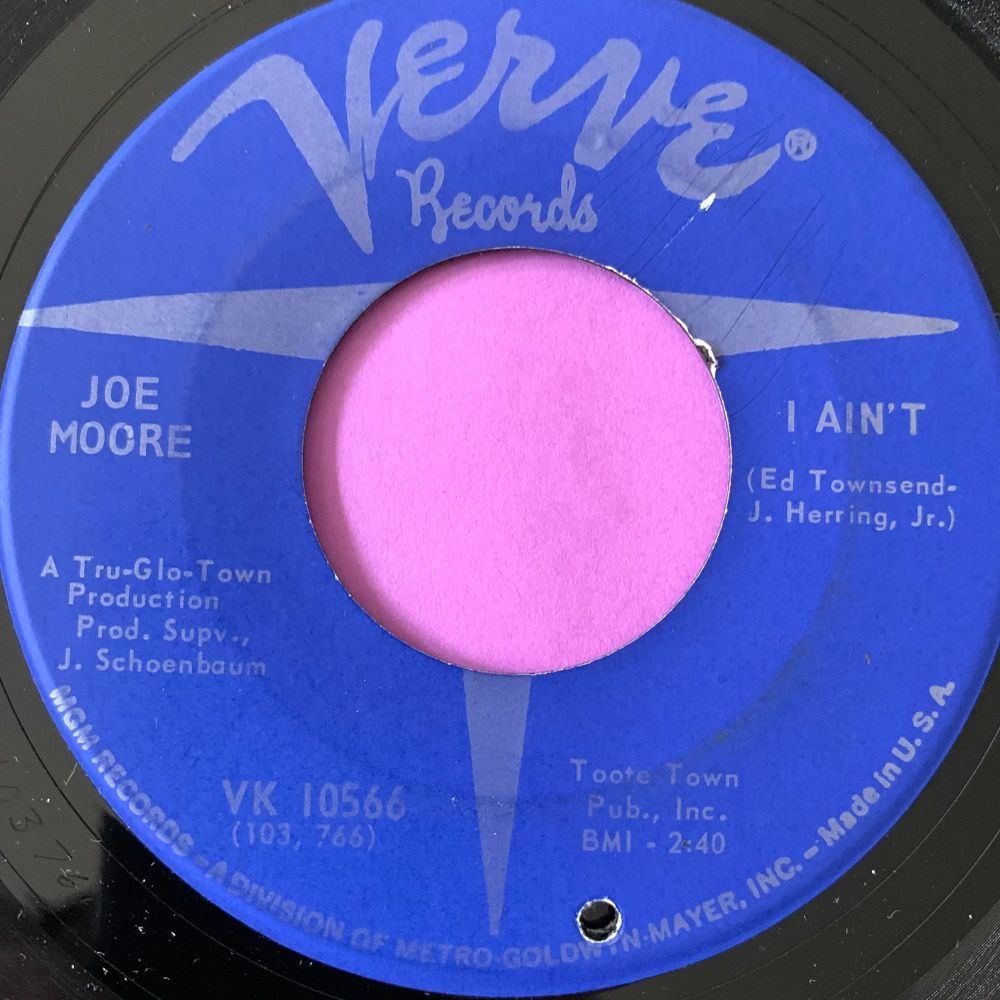 Verve®
Records
JOE
MOORE
I AIN'T
(Ed Townsend-
J. Herring, Jr.)
A Tru-Glo-Town
Production
Prod. Supv.,
J. Schoenbaum
VK 10566
(103, 766)
Toote Town
Pub., Inc.
BMI - 2:40
MGM RECORDS – A DIVISION OF METRO-GOLDWYN-MAYER, INC. – Made in U. S. A.